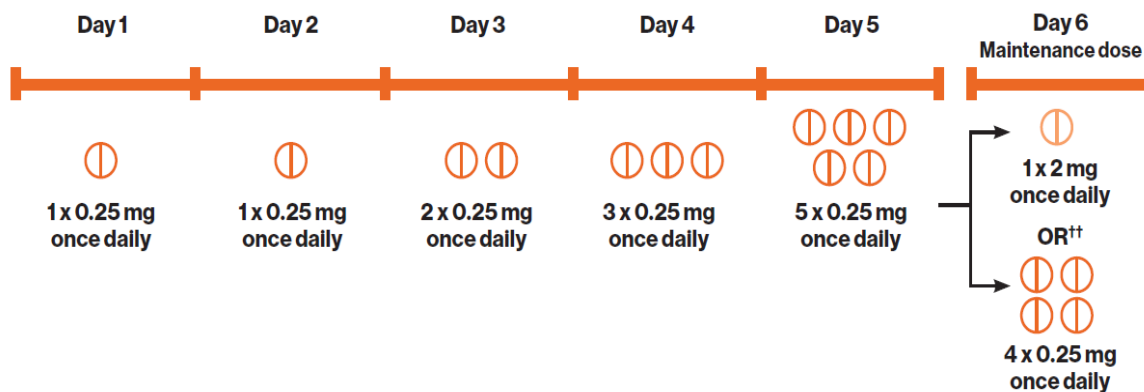 Day 1
Day 2
Day 3
Day 4
Day 5
Day 6
Maintenance dose
1 x 0.25 mg
once daily
1 x 0.25 mg
once daily
2 x 0.25 mg
once daily
3 x 0.25 mg
once daily
5 x 0.25 mg
once daily
1 x 2 mg
once daily
OR††
4 x 0.25 mg
once daily